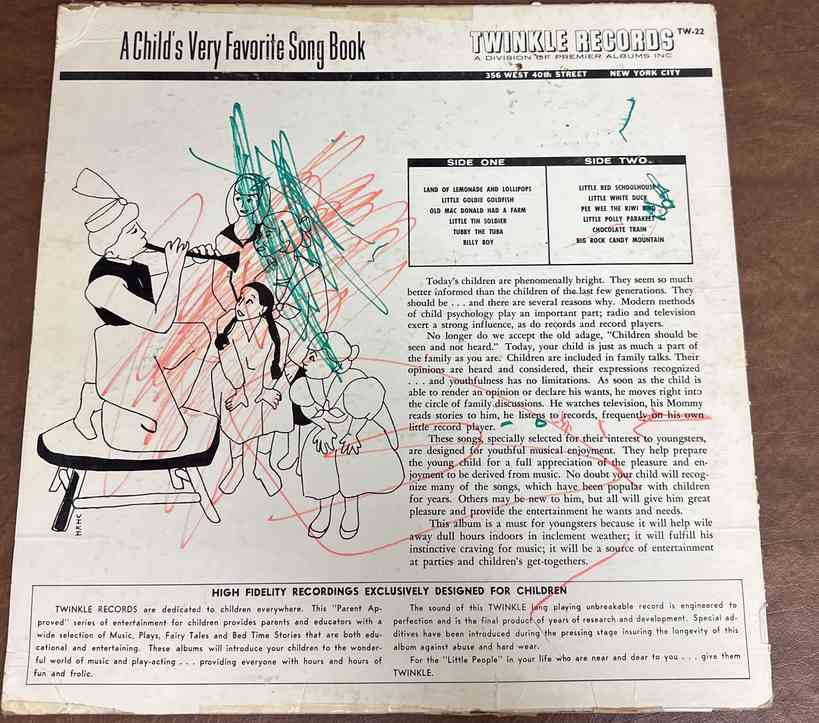 A Child's Very Favorite Song Book
TWINKLE RECORDS TW-22
A DIVISION OF PREMIER ALBUMS INC
356 WEST 40th STREET NEW YORK CITY
SIDE ONE
LAND OF LEMONADE AND LOLLIPOPS
LITTLE GOLDIE GOLDFISH
OLD MAC DONALD HAD A FARM
LITTLE TIN SOLDIER
TUBBY THE TUBA
BILLY BOY
SIDE TWO
LITTLE RED SCHOOLHOUSE
LITTLE WHITE DUCK
PEE WEE THE KIWI BIRD
LITTLE POLLY PARAKEET
CHOCOLATE TRAIN
BIG ROCK CANDY MOUNTAIN
Today's children are phenomenally bright. They seem so much
better informed than the children of the last few generations. They
should be . . . and there are several reasons why. Modern methods
of child psychology play an important part; radio and television
exert a strong influence, as do records and record players.
No longer do we accept the old adage, "Children should be
seen and not heard." Today, your child is just as much a part of
the family as you are. Children are included in family talks. Their
opinions are heard and considered, their expressions recognized
. . . and youthfulness has no limitations. As soon as the child is
able to render an opinion or declare his wants, he moves right into
the circle of family discussions. He watches television, his Mommy
reads stories to him, he listens to records, frequently on his own
little record player.
These songs, specially selected for their interest to youngsters,
are designed for youthful musical enjoyment. They help prepare
the young child for a full appreciation of the pleasure and en-
joyment to be derived from music. No doubt your child will recog-
nize many of the songs, which have been popular with children
for years. Others may be new to him, but all will give him great
pleasure and provide the entertainment he wants and needs.
This album is a must for youngsters because it will help wile
away dull hours indoors in inclement weather; it will fulfill his
instinctive craving for music; it will be a source of entertainment
at parties and children's get-togethers.
HRHC
HIGH FIDELITY RECORDINGS EXCLUSIVELY DESIGNED FOR CHILDREN
TWINKLE RECORDS are dedicated to children everywhere. This "Parent Ap-
proved" series of entertainment for children provides parents and educators with a
wide selection of Music, Plays, Fairy Tales and Bed Time Stories that are both edu-
cational and entertaining. These albums will introduce your children to the wonder-
ful world of music and play-acting . . . providing everyone with hours and hours of
fun and frolic.
The sound of this TWINKLE long playing unbreakable record is engineered to
perfection and is the final product of years of research and development. Special ad-
ditives have been introduced during the pressing stage insuring the longevity of this
album against abuse and hard wear.
For the "Little People" in your life who are near and dear to you . . . give them
TWINKLE.